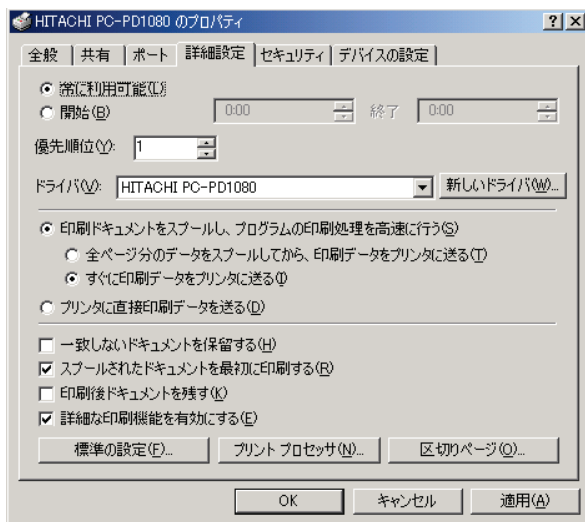 HITACHI PC-PD1080 のプロパティ
全般 共有 ポート 詳細設定 セキュリティ デバイスの設定
常に利用可能(L)
開始(B) 0:00 終了 0:00
優先順位(Y): 1
ドライバ(V): HITACHI PC-PD1080 新しいドライバ(W)...
印刷ドキュメントをスプールし、プログラムの印刷処理を高速に行う(S)
全ページ分のデータをスプールしてから、印刷データをプリンタに送る(T)
すぐに印刷データをプリンタに送る(I)
プリンタに直接印刷データを送る(D)
一致しないドキュメントを保留する(H)
スプールされたドキュメントを最初に印刷する(R)
印刷後ドキュメントを残す(K)
詳細な印刷機能を有効にする(E)
標準の設定(F)... プリント プロセッサ(N)... 区切りページ(O)...
OK キャンセル 適用(A)